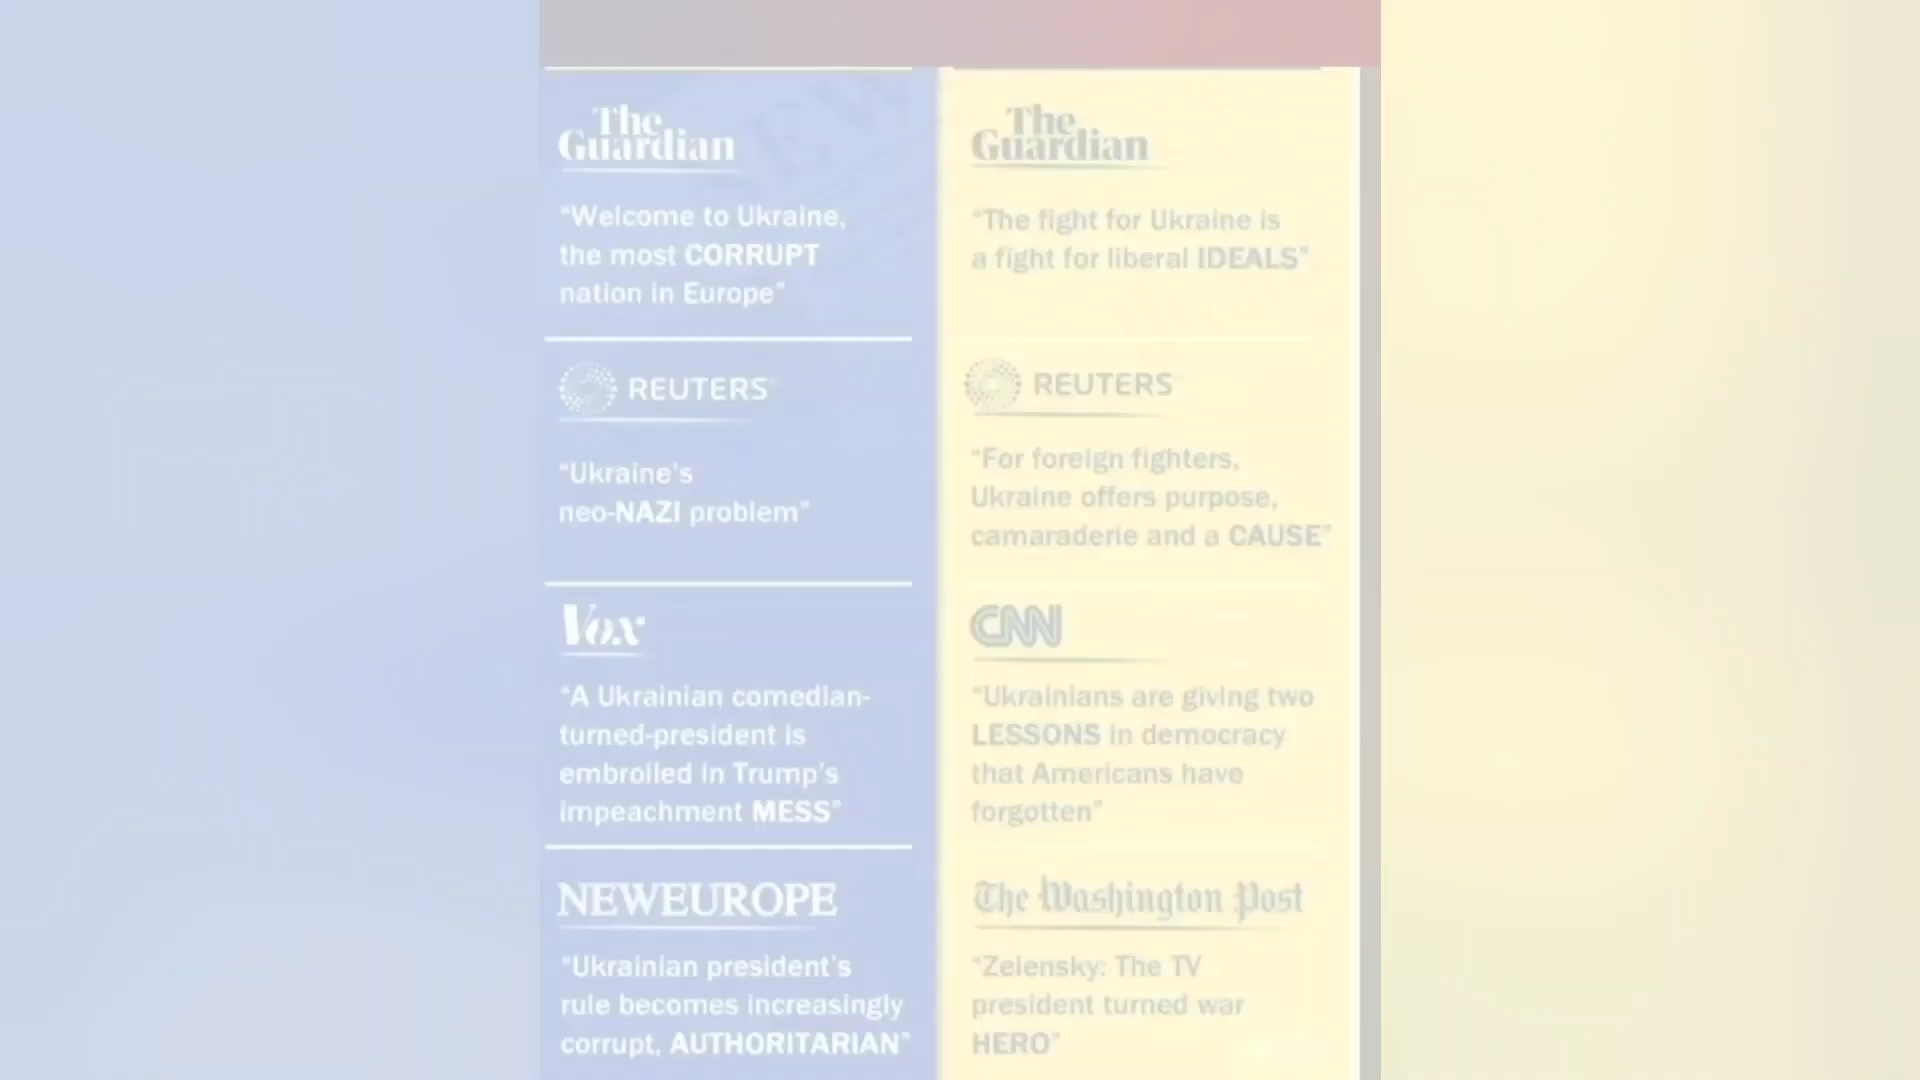 The
Guardian
"Welcome to Ukraine,
the most CORRUPT
nation in Europe"
REUTERS
"Ukraine's
neo-NAZI problem"
Vox
"A Ukrainian comedian-
turned-president is
embroiled in Trump's
impeachment MESS"
NEWEUROPE
"Ukrainian president's
rule becomes increasingly
corrupt, AUTHORITARIAN"
The
Guardian
"The fight for Ukraine is
a fight for liberal IDEALS"
REUTERS
"For foreign fighters,
Ukraine offers purpose,
camaraderie and a CAUSE"
CNN
"Ukrainians are giving two
LESSONS in democracy
that Americans have
forgotten"
The Washington Post
"Zelensky: The TV
president turned war
HERO"